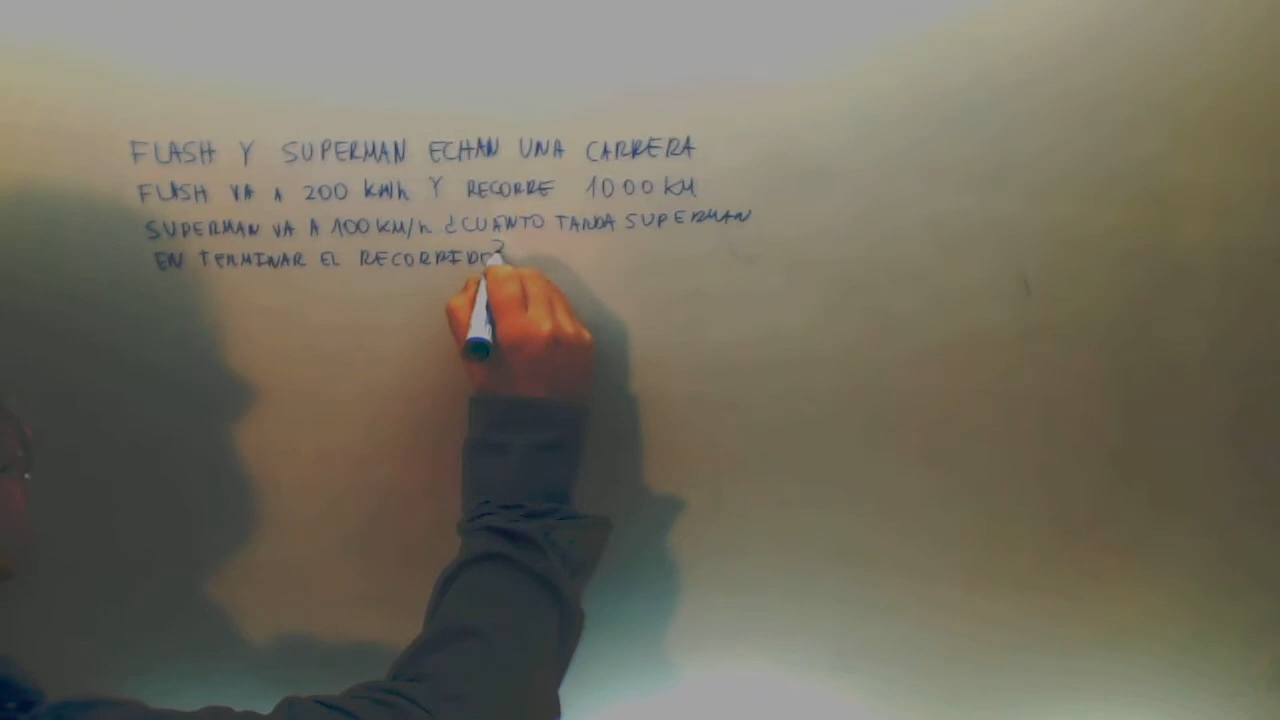 FLASH Y SUPERMAN ECHAN UNA CARRERA
FLASH VA A 200 KM/h Y RECORRE 1000 KM
SUPERMAN VA A 100 KM/h ¿CUANTO TARDA SUPERMAN
EN TERMINAR EL RECORRIDO?